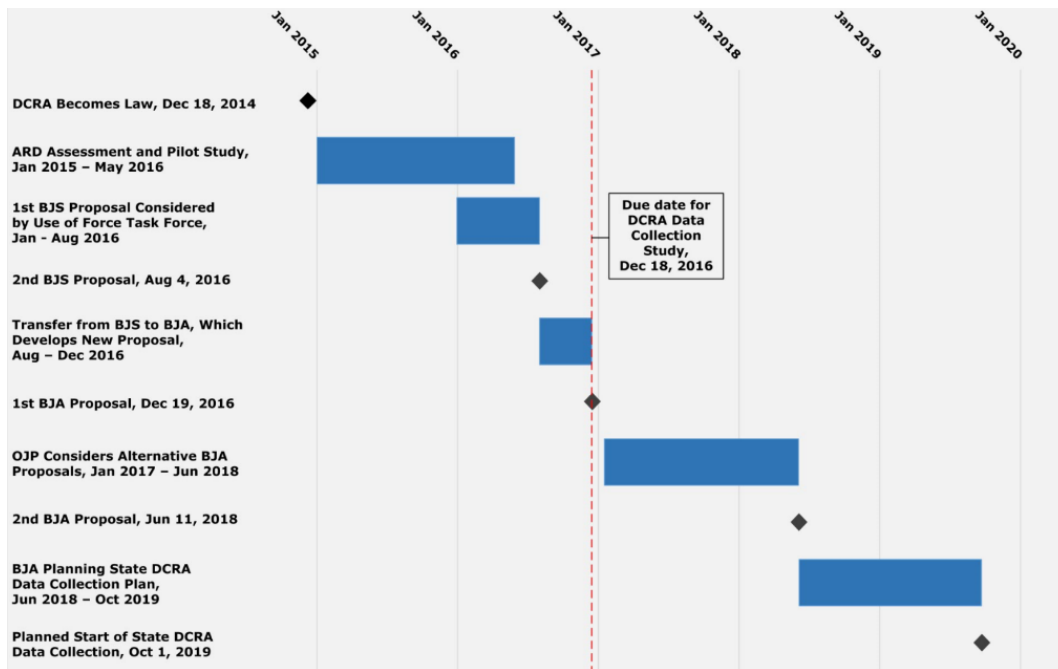 Jan 2015
Jan 2016
Jan 2017
Jan 2018
Jan 2019
Jan 2020
DCRA Becomes Law, Dec 18, 2014
ARD Assessment and Pilot Study,
Jan 2015 – May 2016
1st BJS Proposal Considered
by Use of Force Task Force,
Jan - Aug 2016
Due date for
DCRA Data
Collection
Study,
Dec 18, 2016
2nd BJS Proposal, Aug 4, 2016
Transfer from BJS to BJA, Which
Develops New Proposal,
Aug – Dec 2016
1st BJA Proposal, Dec 19, 2016
OJP Considers Alternative BJA
Proposals, Jan 2017 – Jun 2018
2nd BJA Proposal, Jun 11, 2018
BJA Planning State DCRA
Data Collection Plan,
Jun 2018 – Oct 2019
Planned Start of State DCRA
Data Collection, Oct 1, 2019